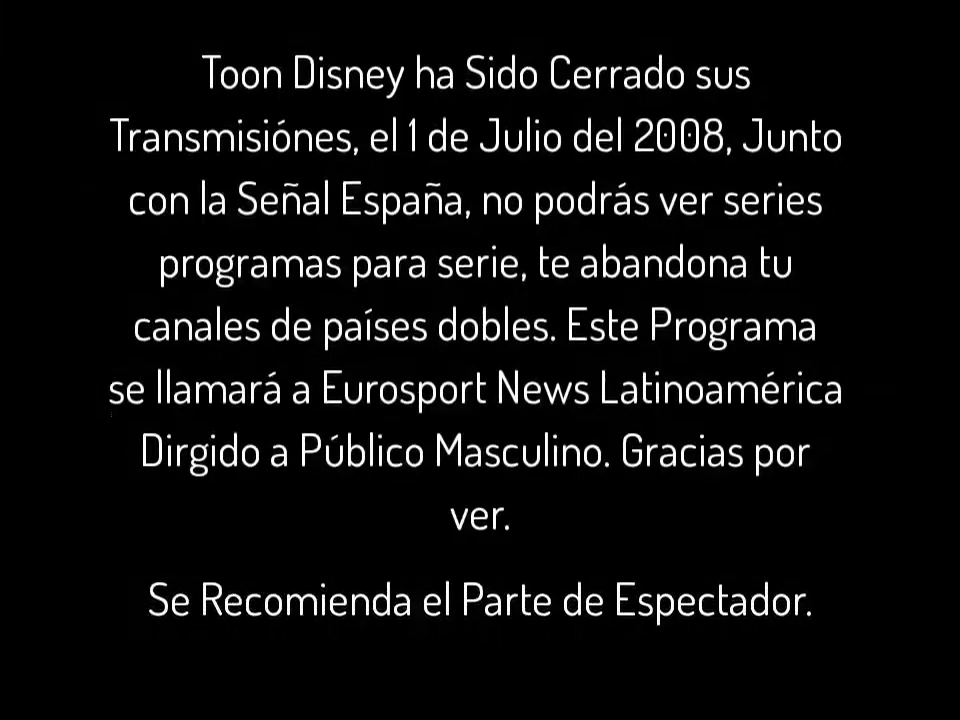 Toon Disney ha Sido Cerrado sus
Transmisiónes, el 1 de Julio del 2008, Junto
con la Señal España, no podrás ver series
programas para serie, te abandona tu
canales de países dobles. Este Programa
se llamará a Eurosport News Latinoamérica
Dirgido a Público Masculino. Gracias por
ver.
Se Recomienda el Parte de Espectador.